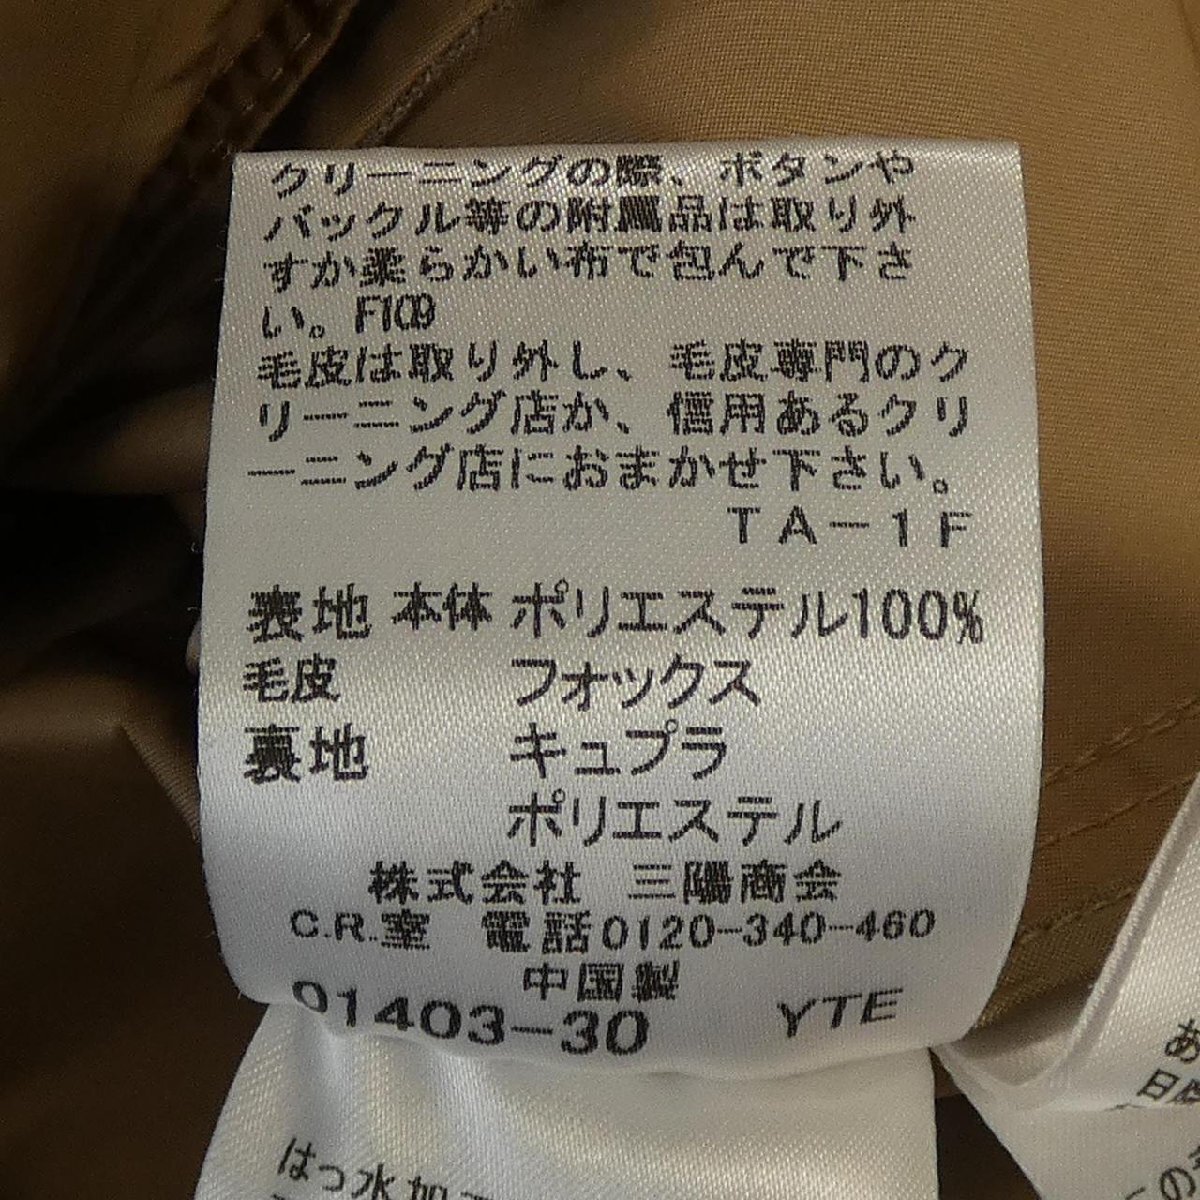 クリーニングの際、ボタンや
バックル等の附属品は取り外
すか柔らかい布で包んで下さ
い。F109
毛皮は取り外し、毛皮専門のク
リーニング店か、信用あるクリ
ーニング店におまかせ下さい。
TA-1F
表地 本体 ポリエステル100%
毛皮 フォックス
裏地 キュプラ
ポリエステル
株式会社 三陽商会
C.R.室 電話0120-340-460
中国製
01403-30 YTE
はっ水加
あ
日陰